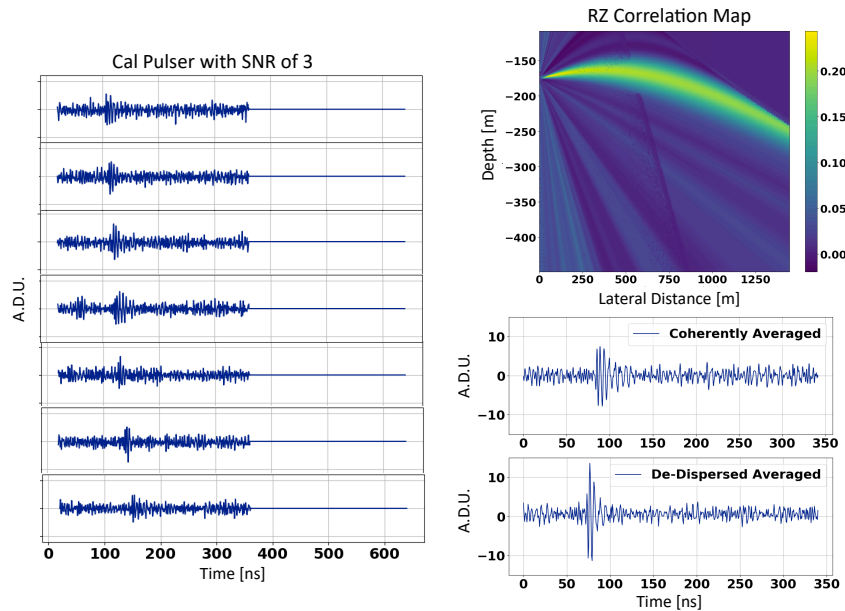 Cal Pulser with SNR of 3
A.D.U.
0 100 200 300 400 500 600
Time [ns]
RZ Correlation Map
Depth [m]
−150
−200
−250
−300
−350
−400
0 250 500 750 1000 1250
Lateral Distance [m]
0.20
0.15
0.10
0.05
0.00
A.D.U.
10
0
−10
Coherently Averaged
0 50 100 150 200 250 300 350
A.D.U.
10
0
−10
De-Dispersed Averaged
0 50 100 150 200 250 300 350
Time [ns]